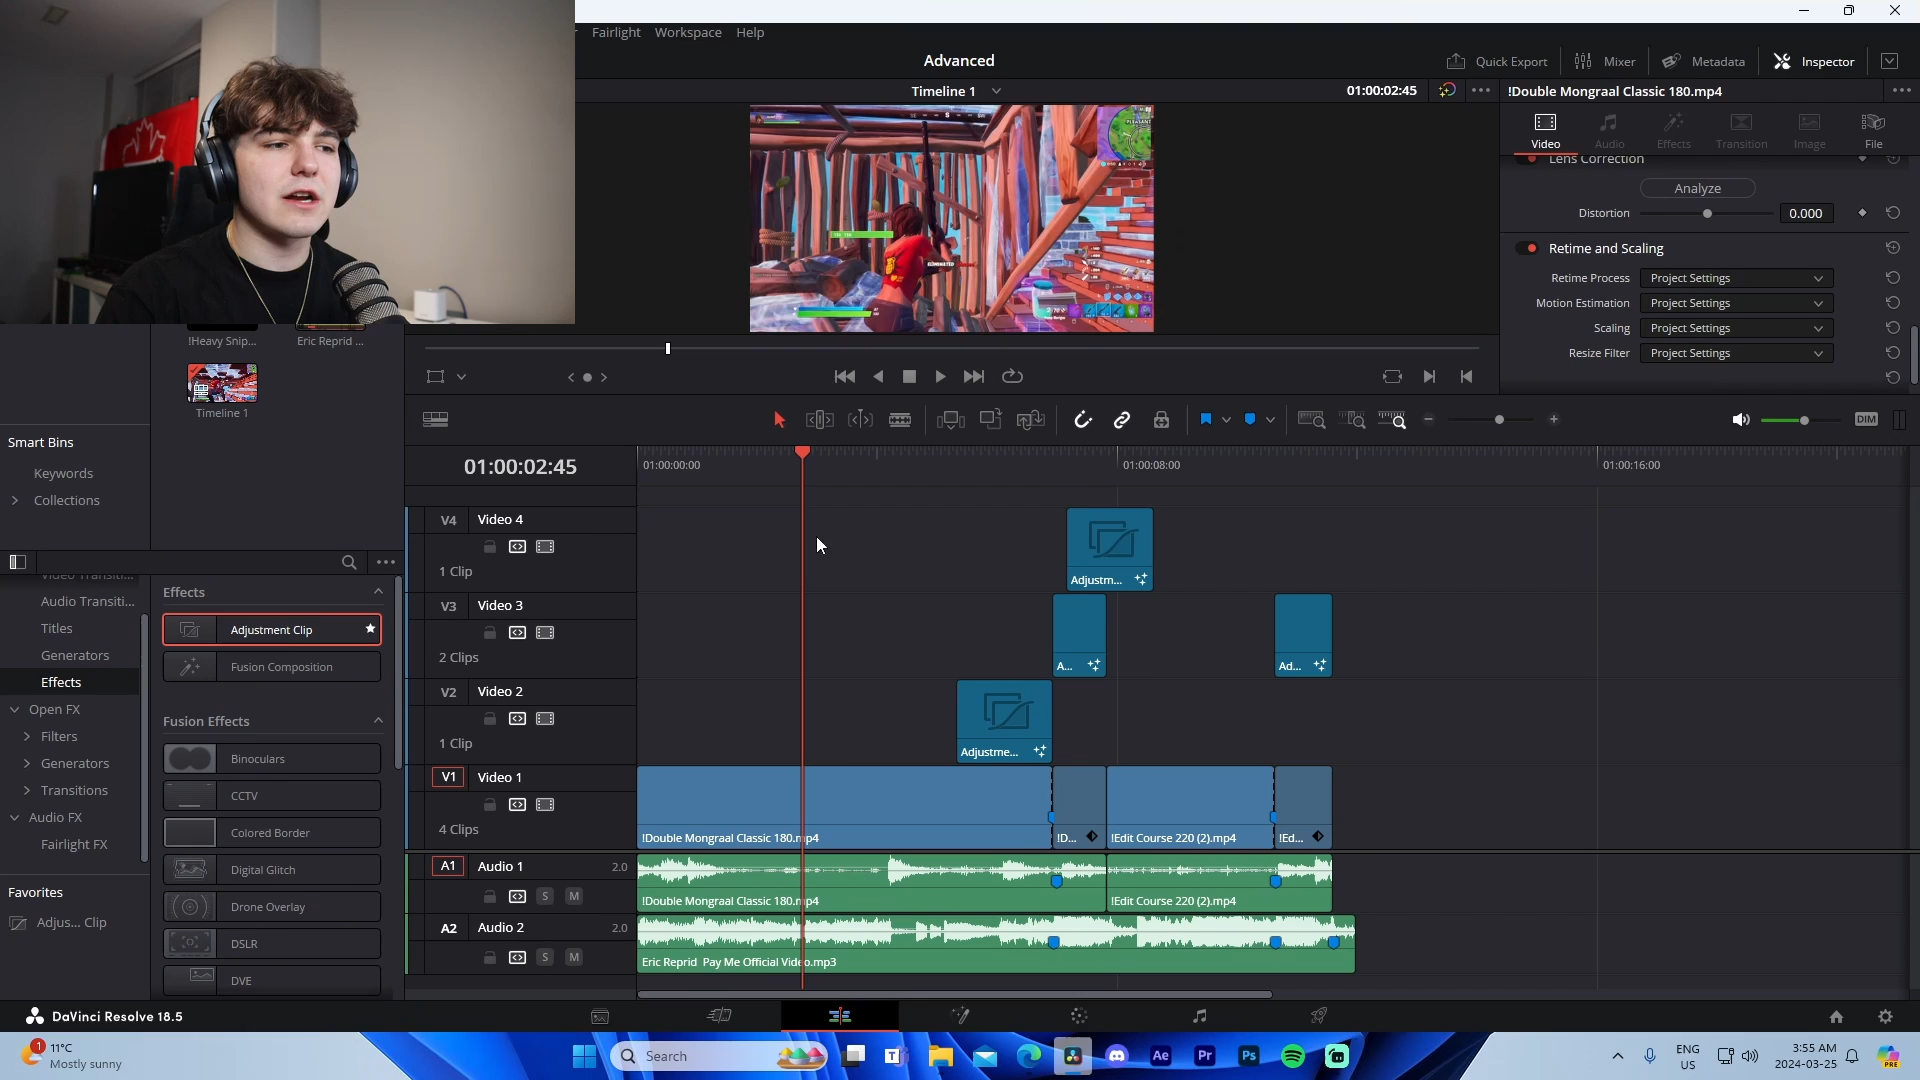 Fairlight Workspace Help
Advanced
Quick Export Mixer Metadata Inspector
Timeline 1
01:00:02:45
!Double Mongraal Classic 180.mp4
Video Audio Effects Transition Image File
Lens Correction
Analyze
Distortion 0.000
Retime and Scaling
Retime Process Project Settings
Motion Estimation Project Settings
Scaling Project Settings
Resize Filter Project Settings
ELIMINATED
!Heavy Snip... Eric Reprid ...
Timeline 1
Smart Bins
Keywords
Collections
DIM
01:00:02:45
01:00:00:00 01:00:08:00 01:00:16:00
V4 Video 4
1 Clip
Adjustm...
V3 Video 3
2 Clips
A... Ad...
V2 Video 2
1 Clip
Adjustme...
V1 Video 1
4 Clips
!Double Mongraal Classic 180.mp4 !D... !Edit Course 220 (2).mp4 !Ed...
A1 Audio 1 2.0
S M
!Double Mongraal Classic 180.mp4 !Edit Course 220 (2).mp4
A2 Audio 2 2.0
S M
Eric Reprid Pay Me Official Video.mp3
Video Transiti...
Audio Transiti...
Titles
Generators
Effects
Open FX
Filters
Generators
Transitions
Audio FX
Fairlight FX
Favorites
Adjus... Clip
Effects
Adjustment Clip
Fusion Composition
Fusion Effects
Binoculars
CCTV
Colored Border
Digital Glitch
Drone Overlay
DSLR
DVE
DaVinci Resolve 18.5
1
11°C
Mostly sunny
Search
Ae Pr Ps
ENG
US
3:55 AM
2024-03-25
PRE